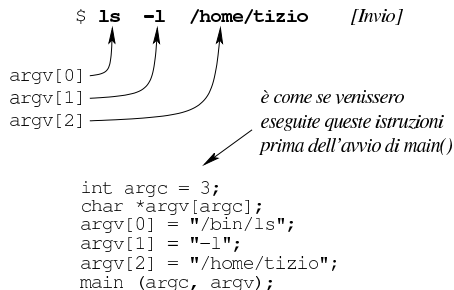 $ ls -l /home/tizio [Invio]
argv[0]
argv[1]
argv[2]
è come se venissero
eseguite queste istruzioni
prima dell'avvio di main()
int argc = 3;
char *argv[argc];
argv[0] = "/bin/ls";
argv[1] = "-l";
argv[2] = "/home/tizio";
main (argc, argv);